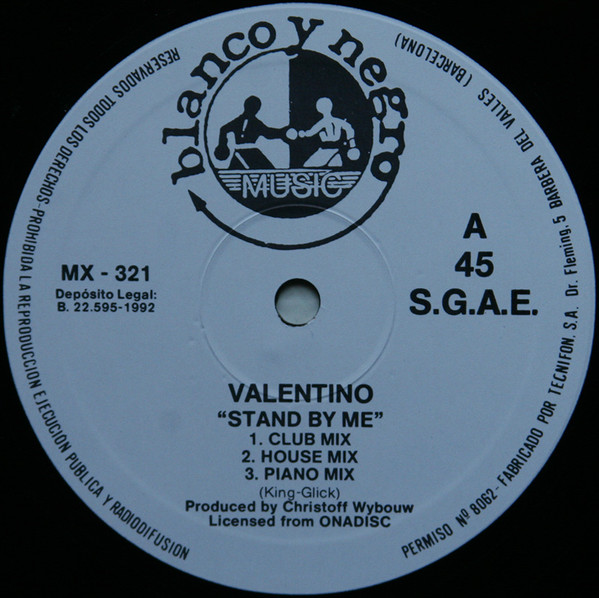 blanco y negro
MUSIC
MX - 321
Depósito Legal:
B. 22.595-1992
A
45
S.G.A.E.
VALENTINO
"STAND BY ME"
1. CLUB MIX
2. HOUSE MIX
3. PIANO MIX
(King-Glick)
Produced by Christoff Wybouw
Licensed from ONADISC
RESERVADOS TODOS LOS DERECHOS-PROHIBIDA LA REPRODUCCION EJECUCION PUBLICA Y RADIODIFUSION
PERMISO Nº 8062-FABRICADO POR TECNIFON, S.A. Dr. Fleming, 5 BARBERA DEL VALLES (BARCELONA)